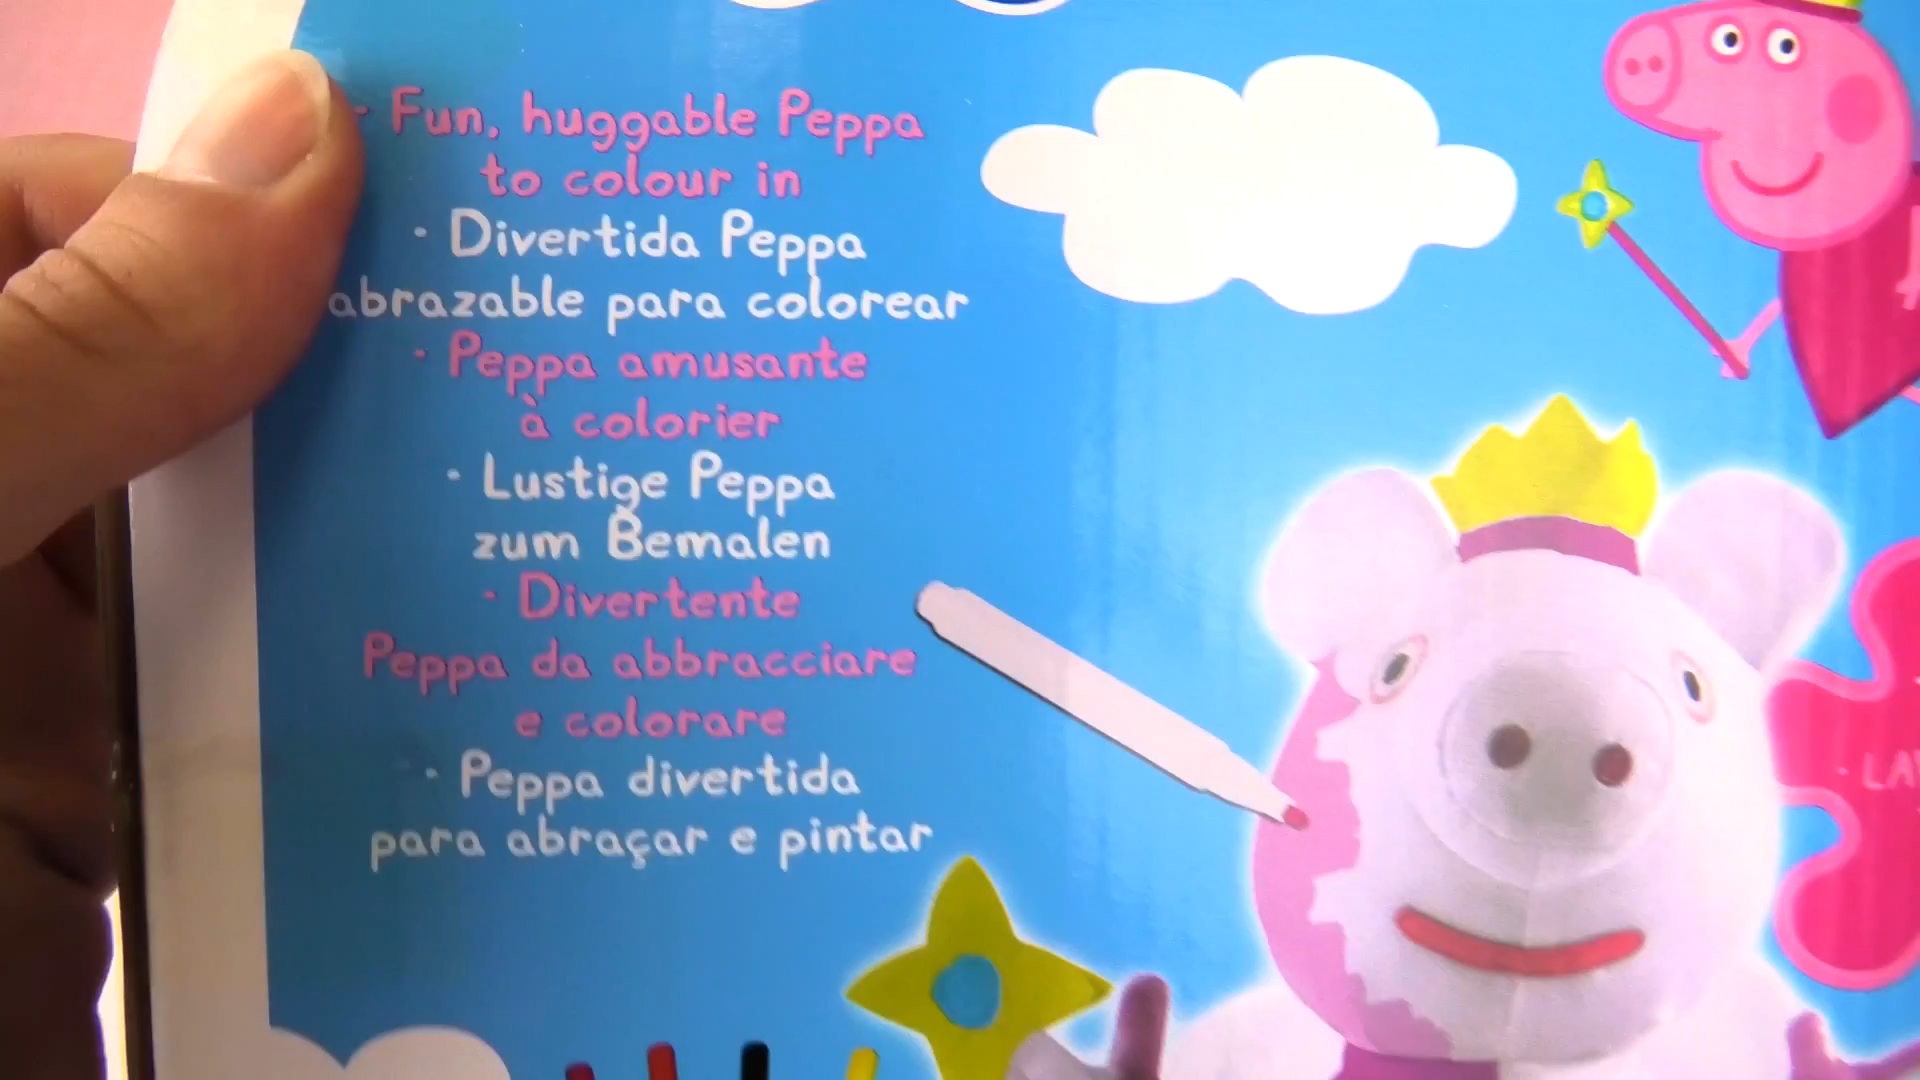 · Fun, huggable Peppa
to colour in
· Divertida Peppa
abrazable para colorear
· Peppa amusante
à colorier
· Lustige Peppa
zum Bemalen
· Divertente
Peppa da abbracciare
e colorare
· Peppa divertida
para abraçar e pintar